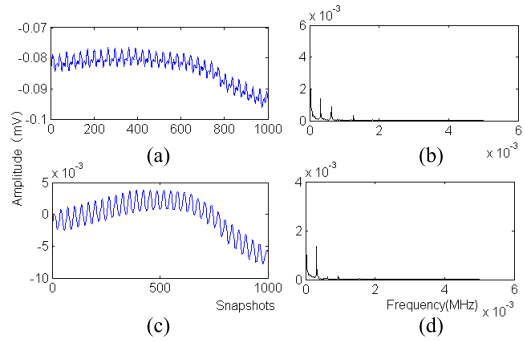 × 10⁻³
-0.07
-0.08
-0.09
-0.1
0 200 400 600 800 1000
(a)
6
4
2
0
0 2 4 6
× 10⁻³
(b)
Amplitude (mV)
× 10⁻³
5
0
-5
-10
0 500 1000
Snapshots
(c)
× 10⁻³
4
2
0
0 2 4 6
Frequency(MHz) × 10⁻³
(d)